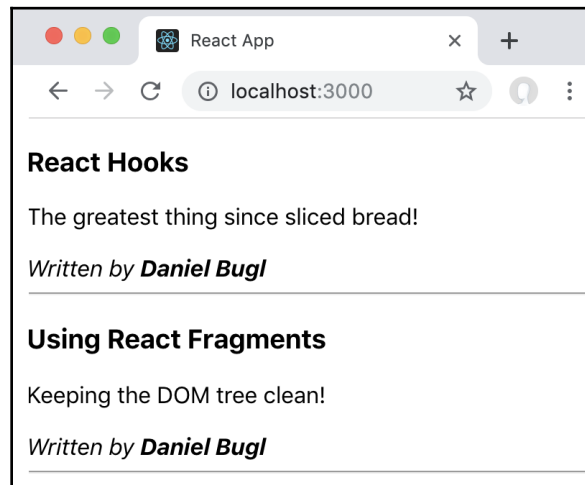 React App
localhost:3000
React Hooks
The greatest thing since sliced bread!
Written by Daniel Bugl
Using React Fragments
Keeping the DOM tree clean!
Written by Daniel Bugl